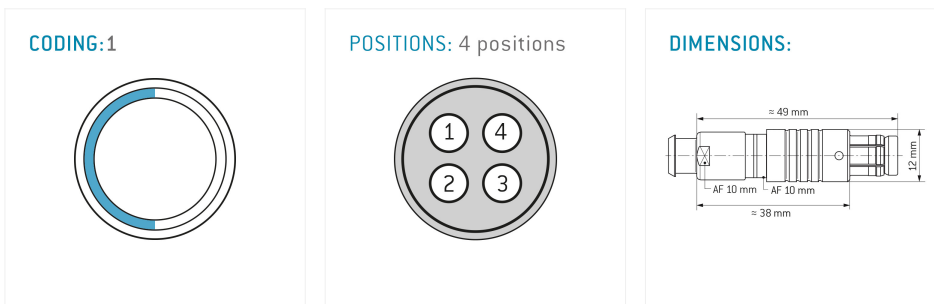 CODING:1
POSITIONS: 4 positions
1 4
2 3
DIMENSIONS:
≈ 49 mm
12 mm
AF 10 mm AF 10 mm
≈ 38 mm